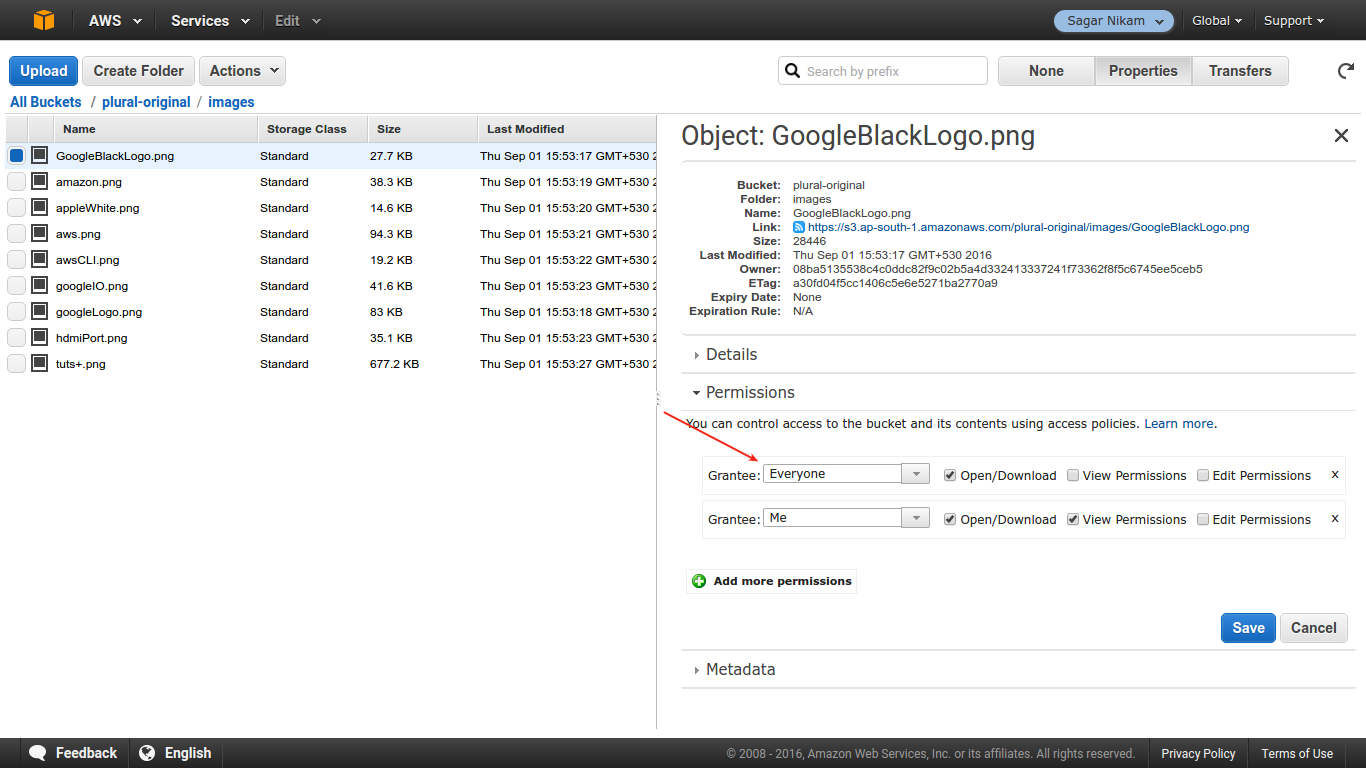 AWS Services Edit Sagar Nikam Global Support
Upload Create Folder Actions Search by prefix None Properties Transfers
All Buckets / plural-original / images
Name Storage Class Size Last Modified
GoogleBlackLogo.png Standard 27.7 KB Thu Sep 01 15:53:17 GMT+530 2
amazon.png Standard 38.3 KB Thu Sep 01 15:53:19 GMT+530 2
appleWhite.png Standard 14.6 KB Thu Sep 01 15:53:20 GMT+530 2
aws.png Standard 94.3 KB Thu Sep 01 15:53:21 GMT+530 2
awsCLI.png Standard 19.2 KB Thu Sep 01 15:53:22 GMT+530 2
googleIO.png Standard 41.6 KB Thu Sep 01 15:53:23 GMT+530 2
googleLogo.png Standard 83 KB Thu Sep 01 15:53:18 GMT+530 2
hdmiPort.png Standard 35.1 KB Thu Sep 01 15:53:23 GMT+530 2
tuts+.png Standard 677.2 KB Thu Sep 01 15:53:27 GMT+530 2
Object: GoogleBlackLogo.png
Bucket: plural-original
Folder: images
Name: GoogleBlackLogo.png
Link: https://s3.ap-south-1.amazonaws.com/plural-original/images/GoogleBlackLogo.png
Size: 28446
Last Modified: Thu Sep 01 15:53:17 GMT+530 2016
Owner: 08ba5135538c4c0ddc82f9c02b5a4d332413337241f73362f8f5c6745ee5ceb5
ETag: a30fd04f5cc1406c5e6e5271ba2770a9
Expiry Date: None
Expiration Rule: N/A
Details
Permissions
You can control access to the bucket and its contents using access policies. Learn more.
Grantee: Everyone Open/Download View Permissions Edit Permissions x
Grantee: Me Open/Download View Permissions Edit Permissions x
Add more permissions
Save Cancel
Metadata
Feedback English © 2008 - 2016, Amazon Web Services, Inc. or its affiliates. All rights reserved. Privacy Policy Terms of Use